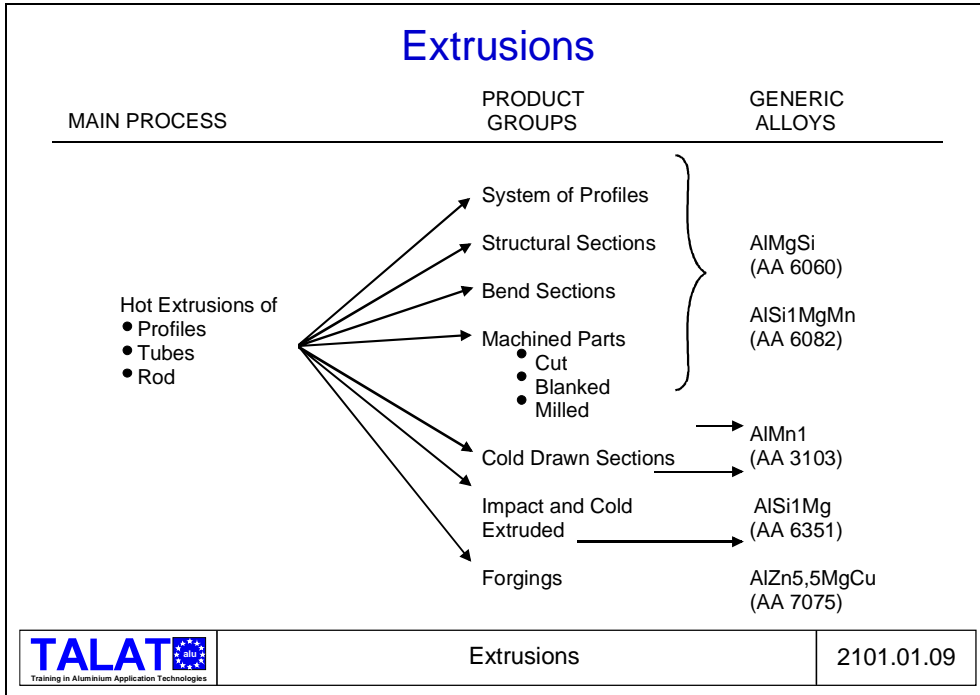 Extrusions
MAIN PROCESS
PRODUCT
GROUPS
GENERIC
ALLOYS
Hot Extrusions of
• Profiles
• Tubes
• Rod
System of Profiles
Structural Sections
Bend Sections
Machined Parts
• Cut
• Blanked
• Milled
Cold Drawn Sections
Impact and Cold
Extruded
Forgings
AlMgSi
(AA 6060)
AlSi1MgMn
(AA 6082)
AlMn1
(AA 3103)
AlSi1Mg
(AA 6351)
AlZn5,5MgCu
(AA 7075)
TALAT
alu
Training in Aluminium Application Technologies
Extrusions
2101.01.09